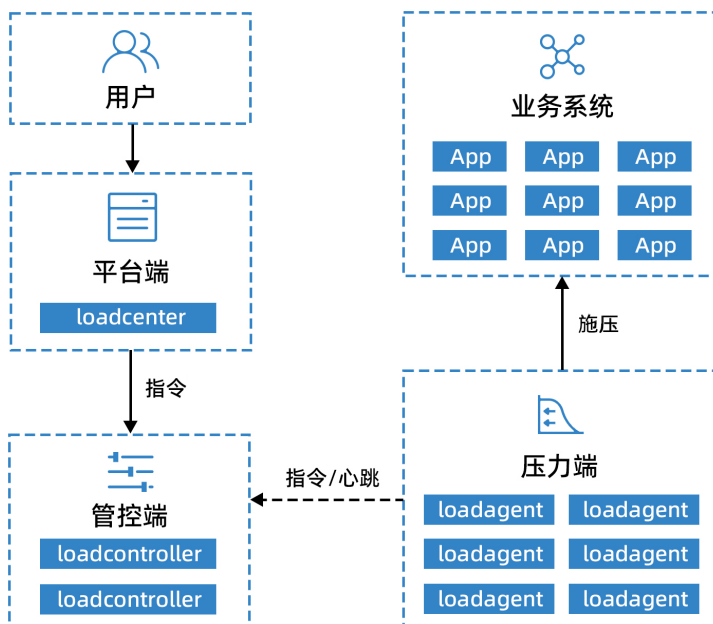 用户
平台端
loadcenter
指令
管控端
loadcontroller
loadcontroller
指令/心跳
业务系统
App App App
App App App
App App App
施压
压力端
loadagent loadagent
loadagent loadagent
loadagent loadagent